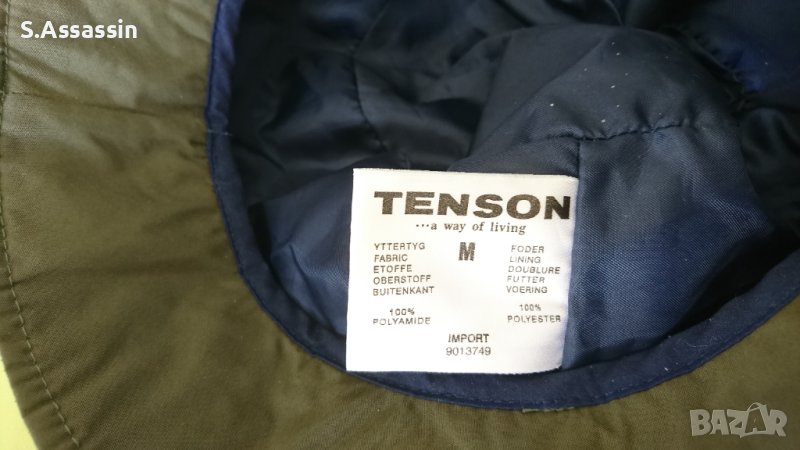 S.Assassin
TENSON
...a way of living
M
YTTERTYG
FABRIC
ETOFFE
OBERSTOFF
BUITENKANT
100%
POLYAMIDE
FODER
LINING
DOUBLURE
FUTTER
VOERING
100%
POLYESTER
IMPORT
9013749
BAZAR